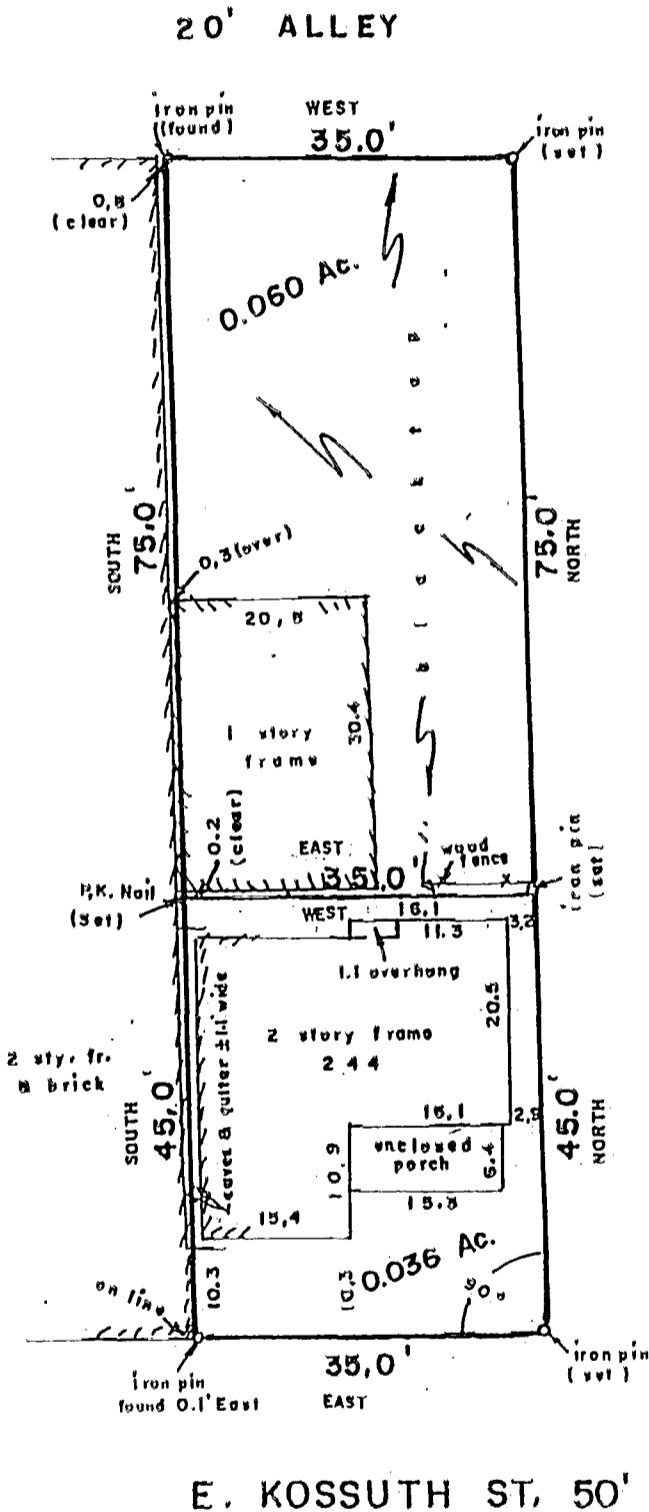 20' ALLEY
iron pin
(found)
WEST
35.0'
iron pin
(set)
0,8
(clear)
0.060 Ac.
SOUTH
75.0'
75.0'
NORTH
0,3 (over)
20,8
30.4
1 story
frame
0.2
(clear)
EAST
35.0'
wood
fence
P.K. Nail
(Set)
iron pin
(set)
WEST
16.1
11.3
3,2
1.1 overhang
eaves & gutter ±1.1 wide
20.5
2 story frame
244
2 sty. fr.
& brick
SOUTH
45.0'
45.0'
NORTH
16,1
2,9
enclosed
porch
10.9
6.4
15.8
15,4
10.3
10.3
0.036 Ac.
90°
on line
iron pin
found 0.1' East
35,0'
EAST
iron pin
(set)
E. KOSSUTH ST, 50'